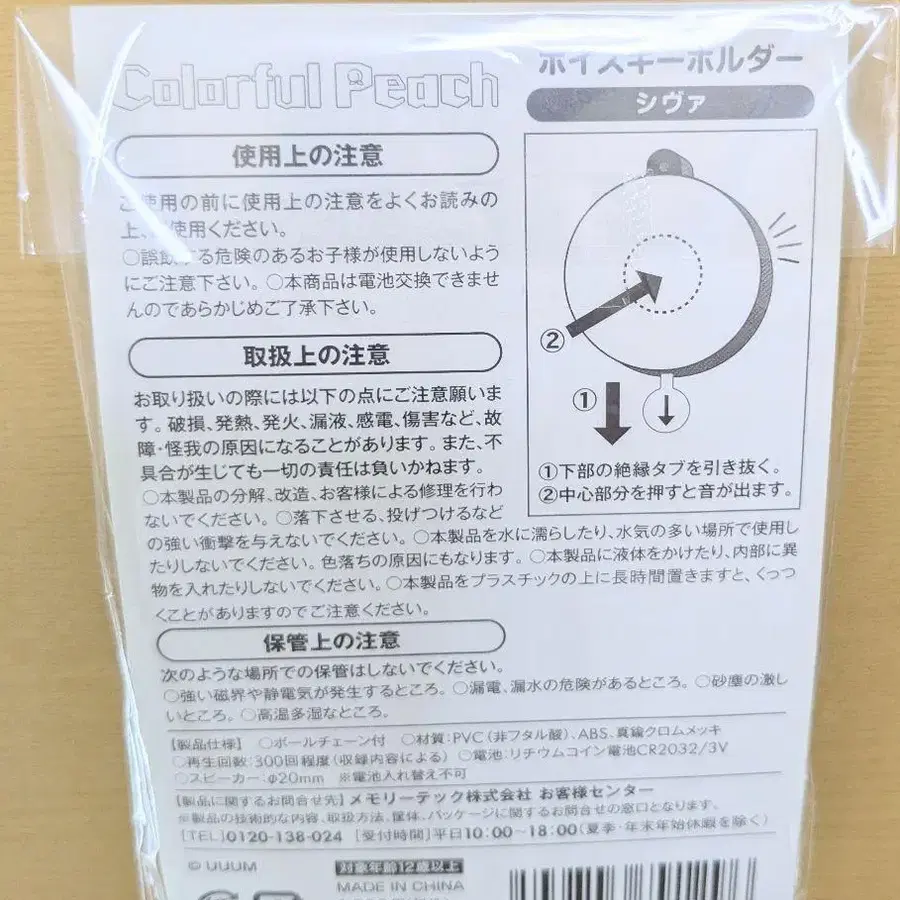 Colorful Peach
ボイスキーホルダー
シヴァ
使用上の注意
ご使用の前に使用上の注意をよくお読みの
上、ご使用ください。
○誤飲する危険のあるお子様が使用しないよう
にご注意下さい。○本商品は電池交換できませ
んのであらかじめご了承下さい。
②
①
①下部の絶縁タブを引き抜く。
②中心部分を押すと音が出ます。
取扱上の注意
お取り扱いの際には以下の点にご注意願いま
す。破損、発熱、発火、漏液、感電、傷害など、故
障・怪我の原因になることがあります。また、不
具合が生じても一切の責任は負いかねます。
○本製品の分解、改造、お客様による修理を行わ
ないでください。○落下させる、投げつけるなど
の強い衝撃を与えないでください。○本製品を水に濡らしたり、水気の多い場所で使用し
たりしないでください。色落ちの原因にもなります。○本製品に液体をかけたり、内部に異
物を入れたりしないでください。○本製品をプラスチックの上に長時間置きますと、くっつ
くことがありますのでご注意ください。
保管上の注意
次のような場所での保管はしないでください。
○強い磁界や静電気が発生するところ。○漏電、漏水の危険があるところ。○砂塵の激し
いところ。○高温多湿なところ。
【製品仕様】 ○ボールチェーン付 ○材質:PVC(非フタル酸)、ABS、真鍮クロムメッキ
○再生回数:300回程度(収録内容による) ○電池:リチウムコイン電池CR2032/3V
○スピーカー:φ20mm ※電池入れ替え不可
【製品に関するお問合せ先】メモリーテック株式会社 お客様センター
※製品の技術的な内容、取扱方法、筐体、パッケージに関するお問合せの窓口となります。
[TEL]0120-138-024 [受付時間]平日10:00~18:00(夏季・年末年始休暇を除く)
© UUUM
対象年齢12歳以上
MADE IN CHINA